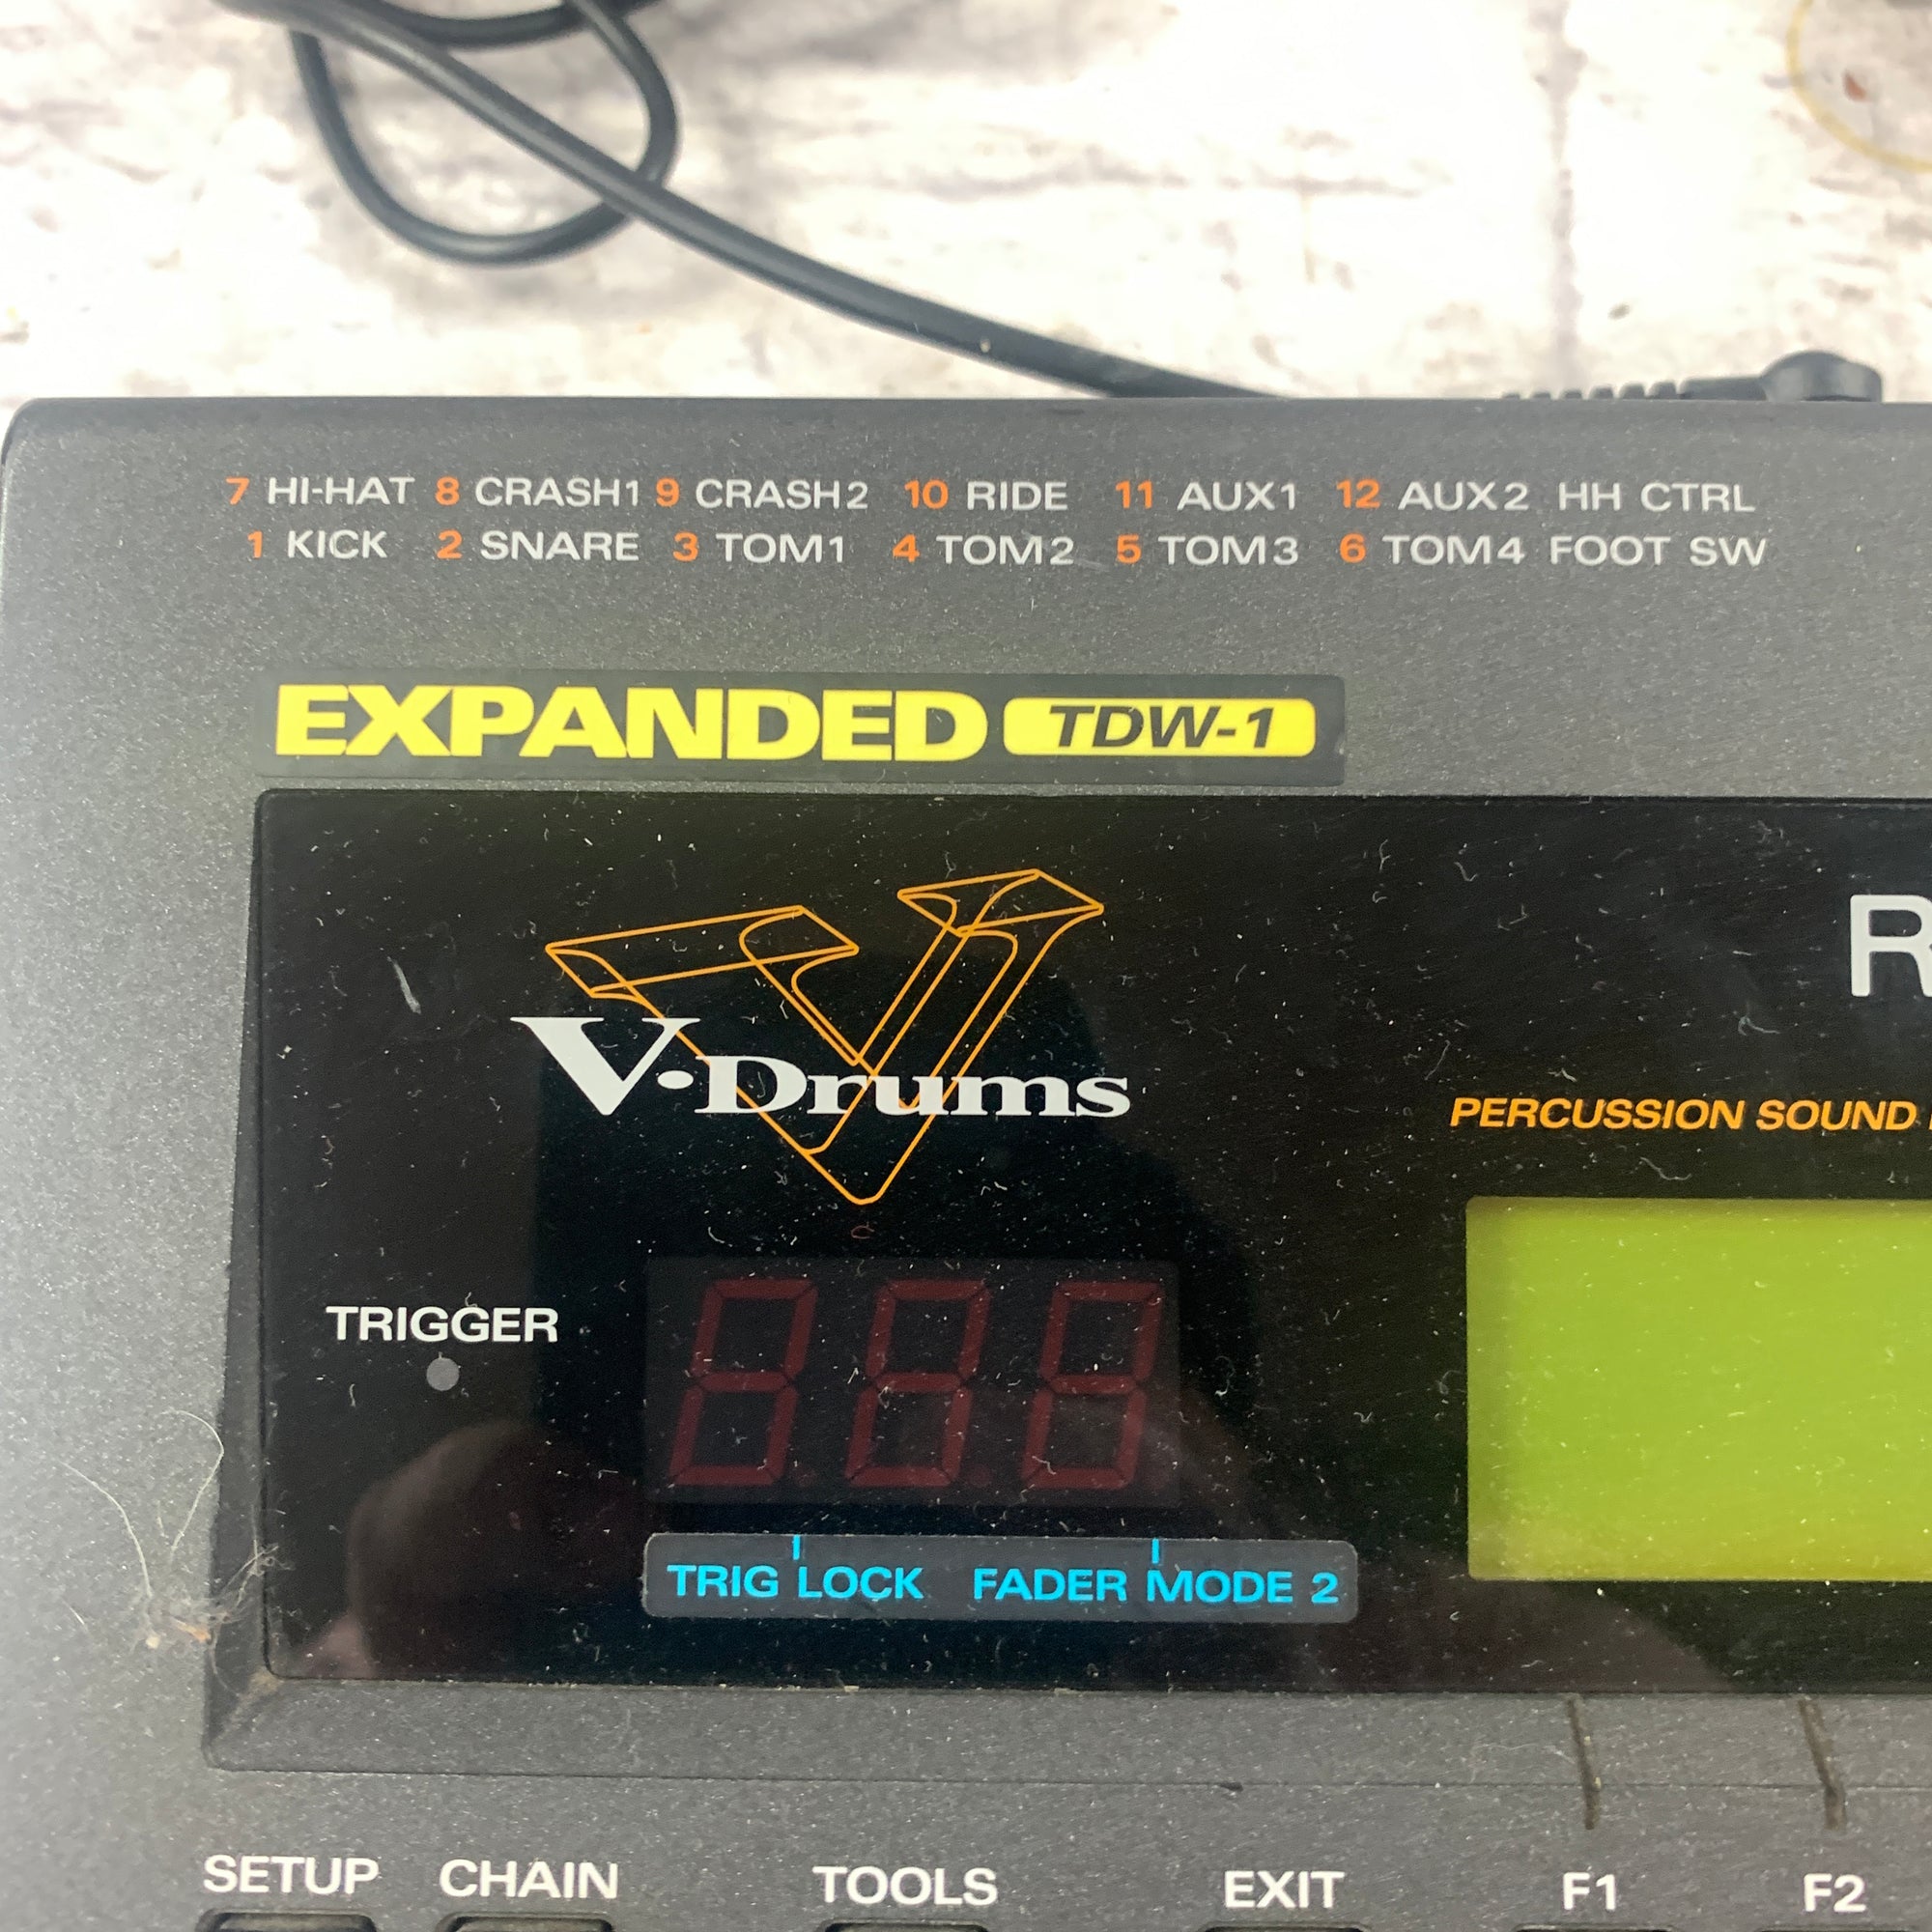 7 HI-HAT 8 CRASH1 9 CRASH2 10 RIDE 11 AUX1 12 AUX2 HH CTRL
1 KICK 2 SNARE 3 TOM1 4 TOM2 5 TOM3 6 TOM4 FOOT SW
EXPANDED TDW-1
R
V-Drums
PERCUSSION SOUND
TRIGGER
TRIG LOCK FADER MODE 2
SETUP CHAIN TOOLS EXIT F1 F2